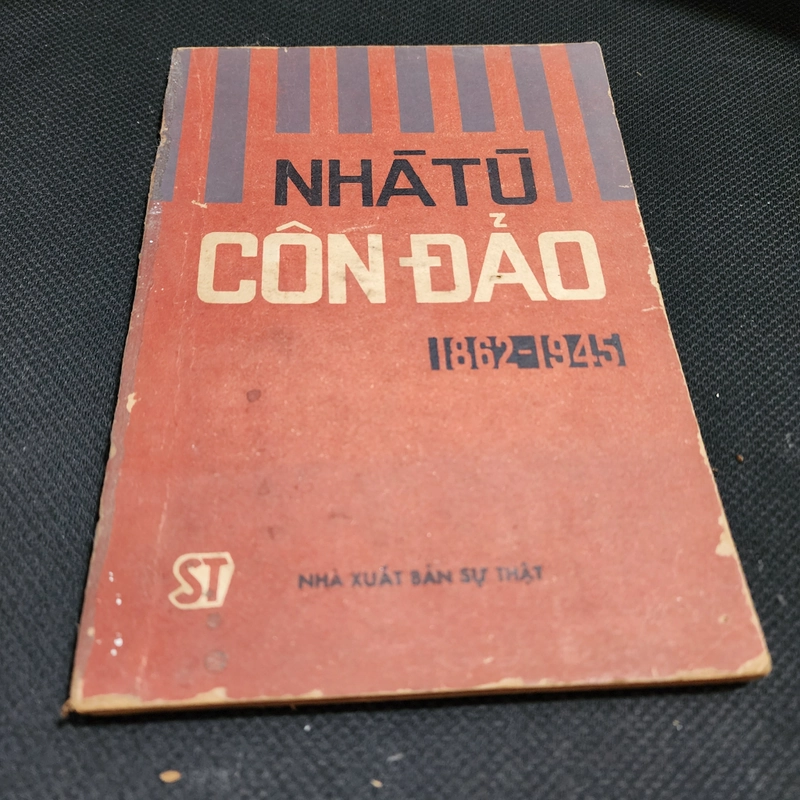 NHÀ TÙ
CÔN ĐẢO
1862-1945
ST
NHÀ XUẤT BẢN SỰ THẬT